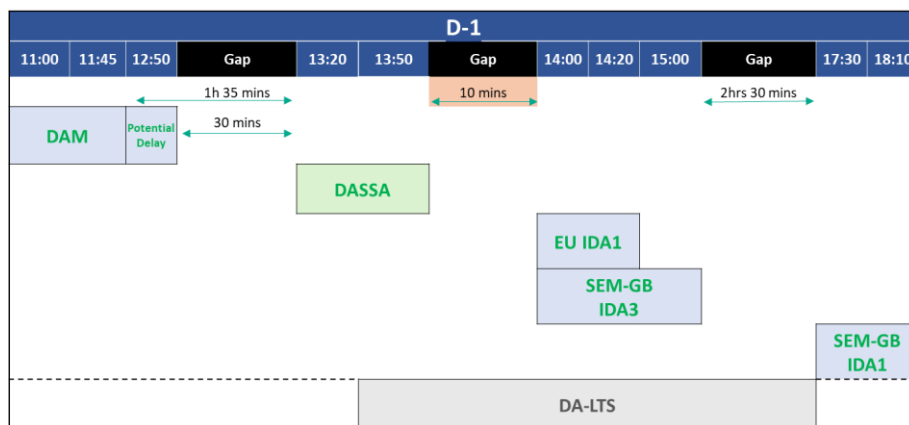 D-1
11:00 11:45 12:50 Gap 13:20 13:50 Gap 14:00 14:20 15:00 Gap 17:30 18:10
1h 35 mins 10 mins 2hrs 30 mins
30 mins
DAM
Potential
Delay
DASSA
EU IDA1
SEM-GB
IDA3
SEM-GB
IDA1
DA-LTS